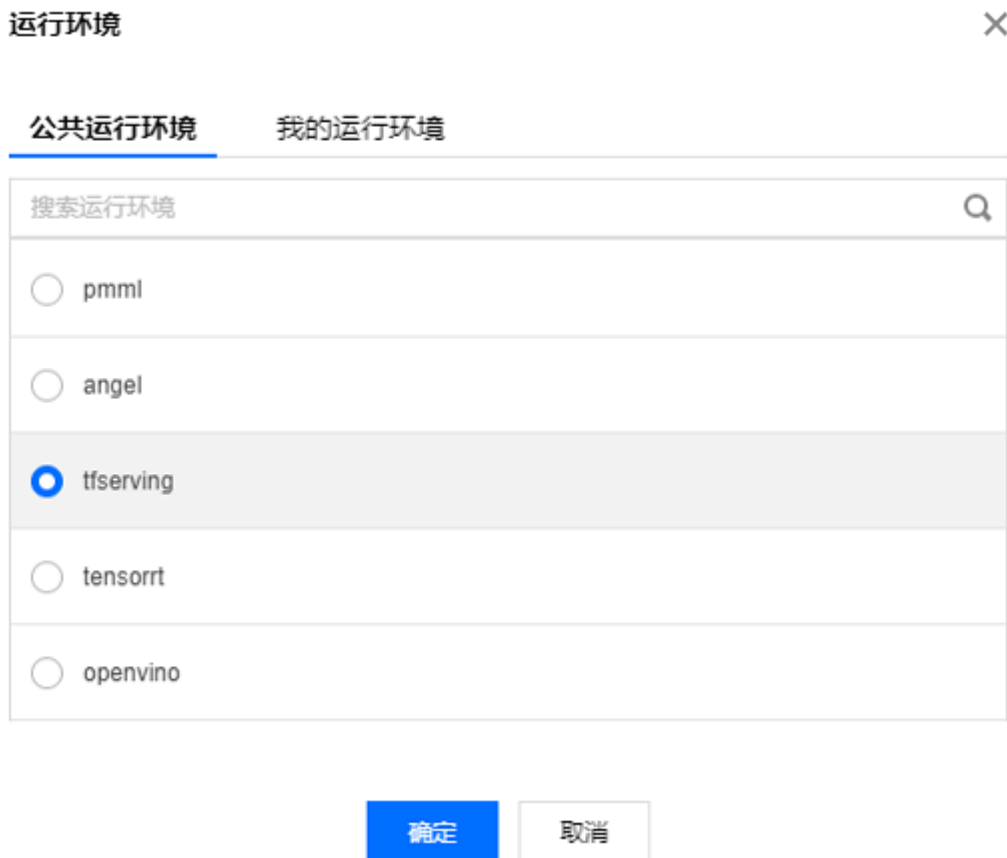 运行环境
公共运行环境 我的运行环境
搜索运行环境
pmml
angel
tfserving
tensorrt
openvino
确定 取消